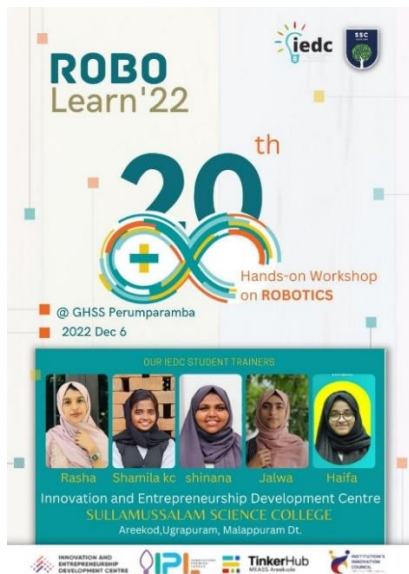 iedc
SSC
ROBO
Learn'22
20th
Hands-on Workshop
on ROBOTICS
@ GHSS Perumparamba
2022 Dec 6
OUR IEDC STUDENT TRAINERS
Rasha Shamila kc shinana Jalwa Haifa
Innovation and Entrepreneurship Development Centre
SULLAMUSSALAM SCIENCE COLLEGE
Areekod,Ugrapuram, Malappuram Dt.
INNOVATION AND
ENTREPRENEURSHIP
DEVELOPMENT CENTRE
IPL
TinkerHub
MEASS Areekode
INSTITUTION'S
INNOVATION
COUNCIL